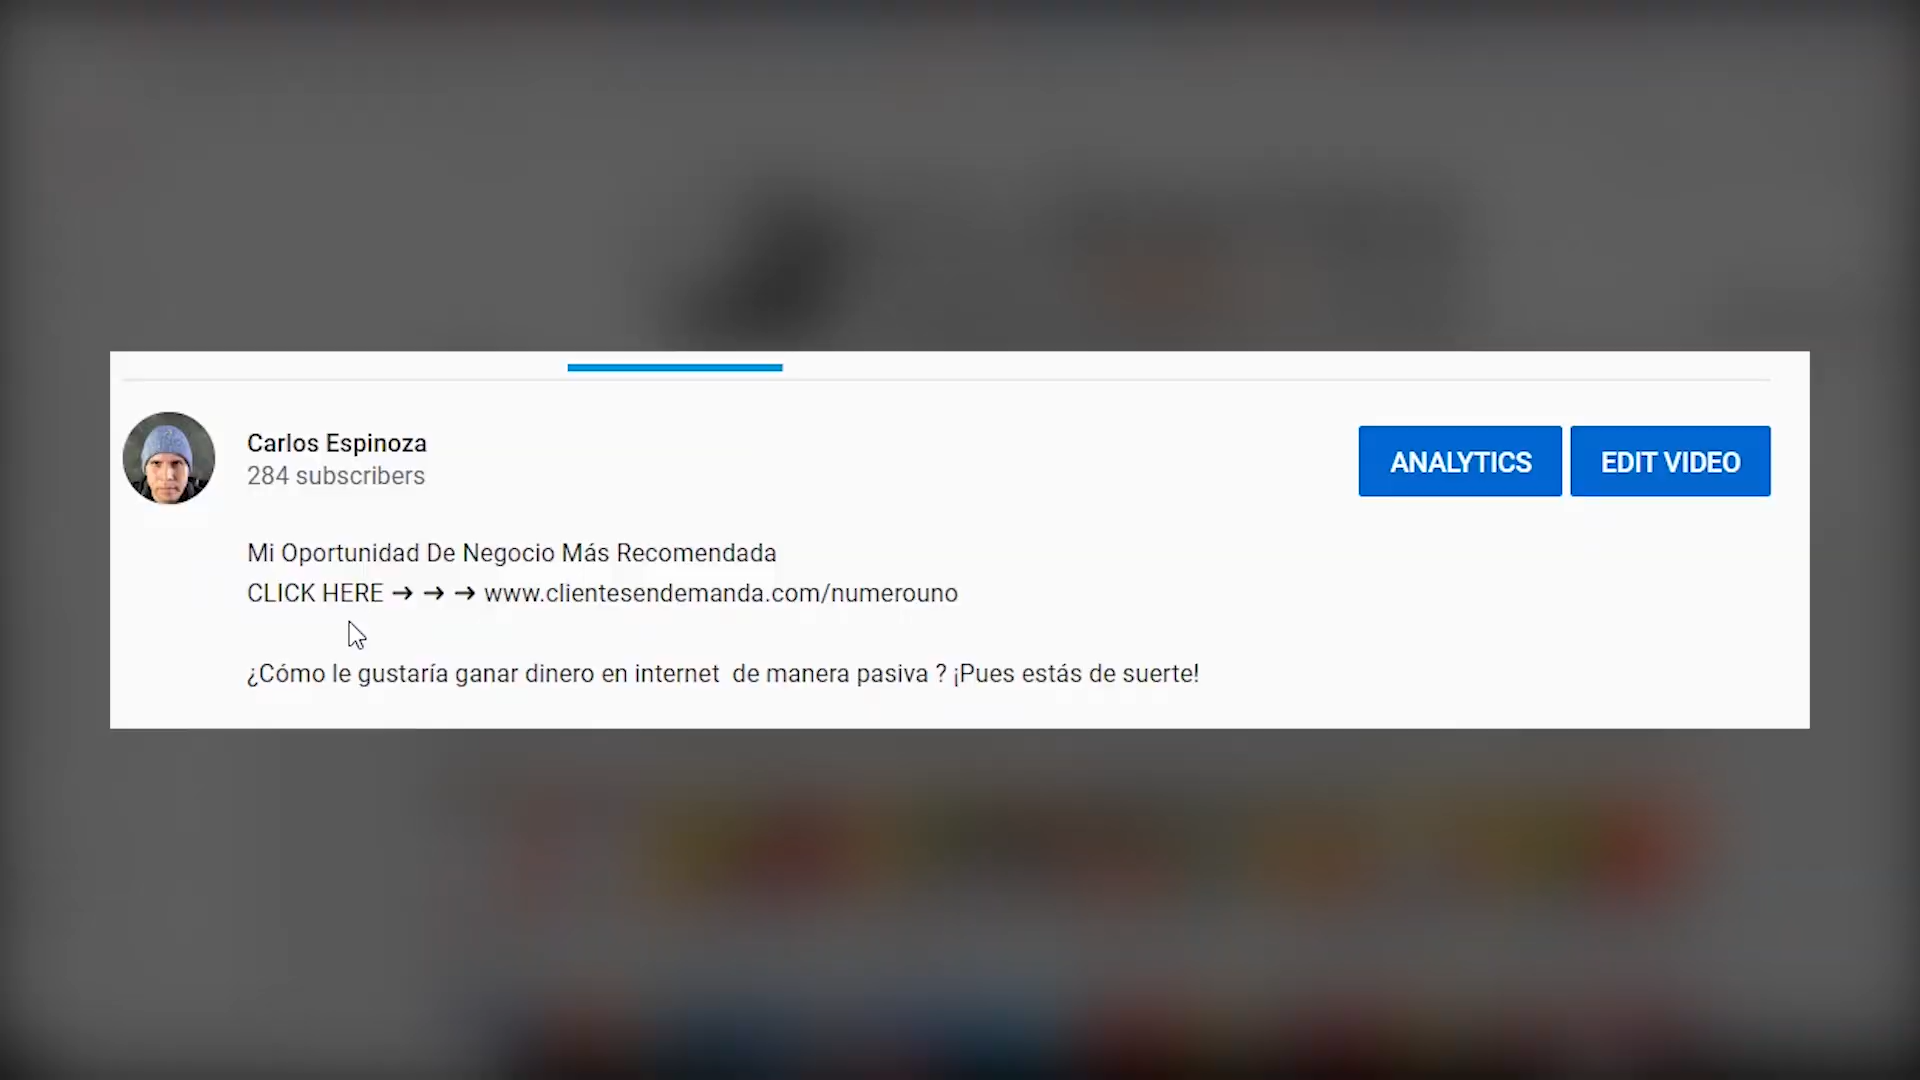 Carlos Espinoza
284 subscribers
ANALYTICS
EDIT VIDEO
Mi Oportunidad De Negocio Más Recomendada
CLICK HERE ➔ ➔ ➔ www.clientesendemanda.com/numerouno
¿Cómo le gustaría ganar dinero en internet  de manera pasiva ? ¡Pues estás de suerte!